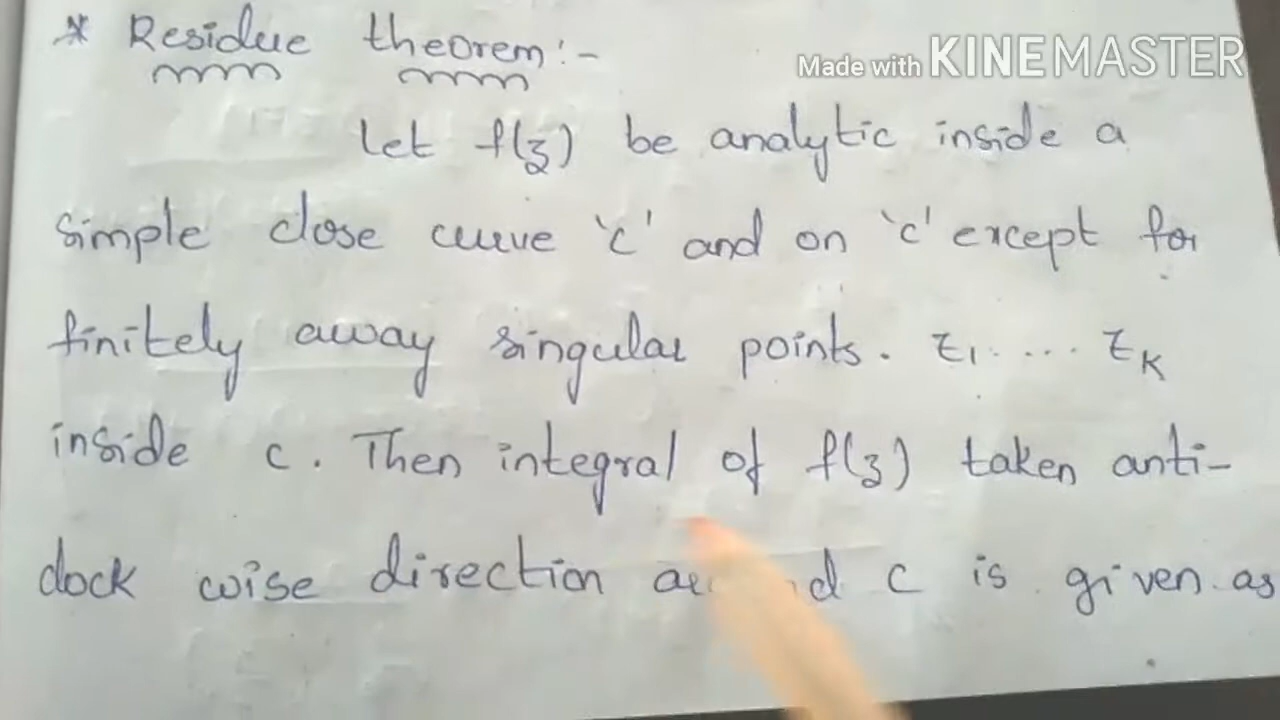 * Residue theorem :-
Made with KINEMASTER
Let f(z) be analytic inside a
simple close curve 'c' and on 'c' except for
finitely away singular points. z1 .... zK
inside c. Then integral of f(z) taken anti-
clock wise direction c is given as